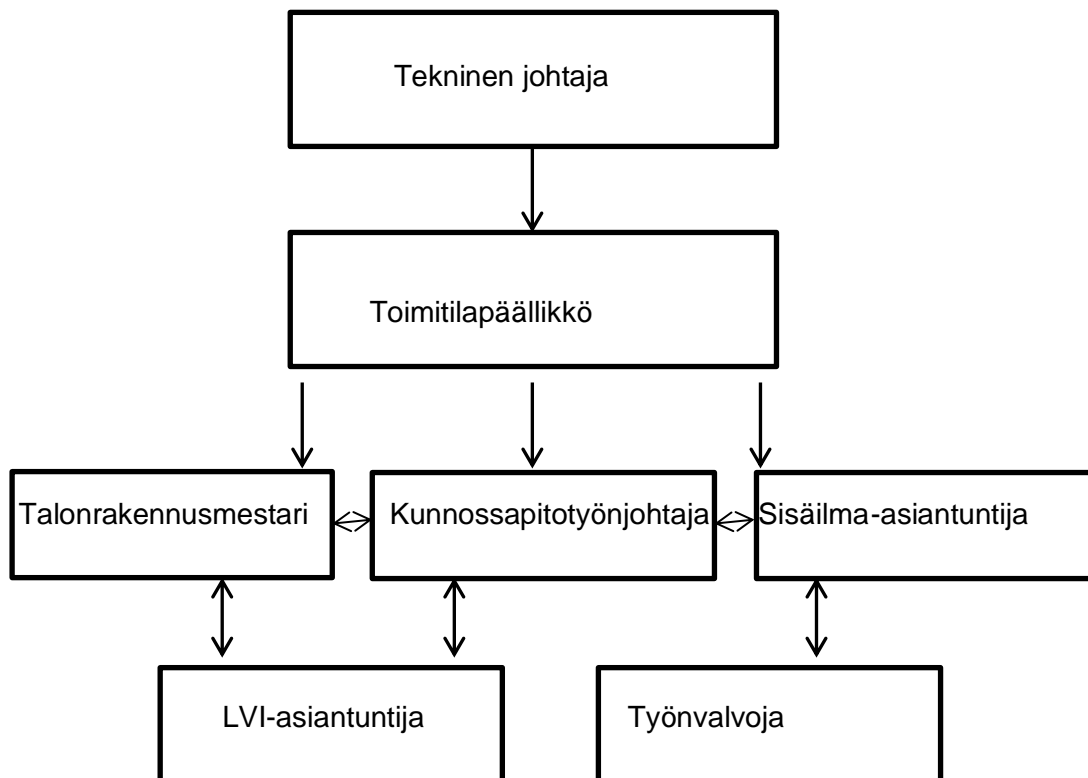 Tekninen johtaja
Toimitilapäällikkö
Talonrakennusmestari
Kunnossapitotyönjohtaja
Sisäilma-asiantuntija
LVI-asiantuntija
Työnvalvoja